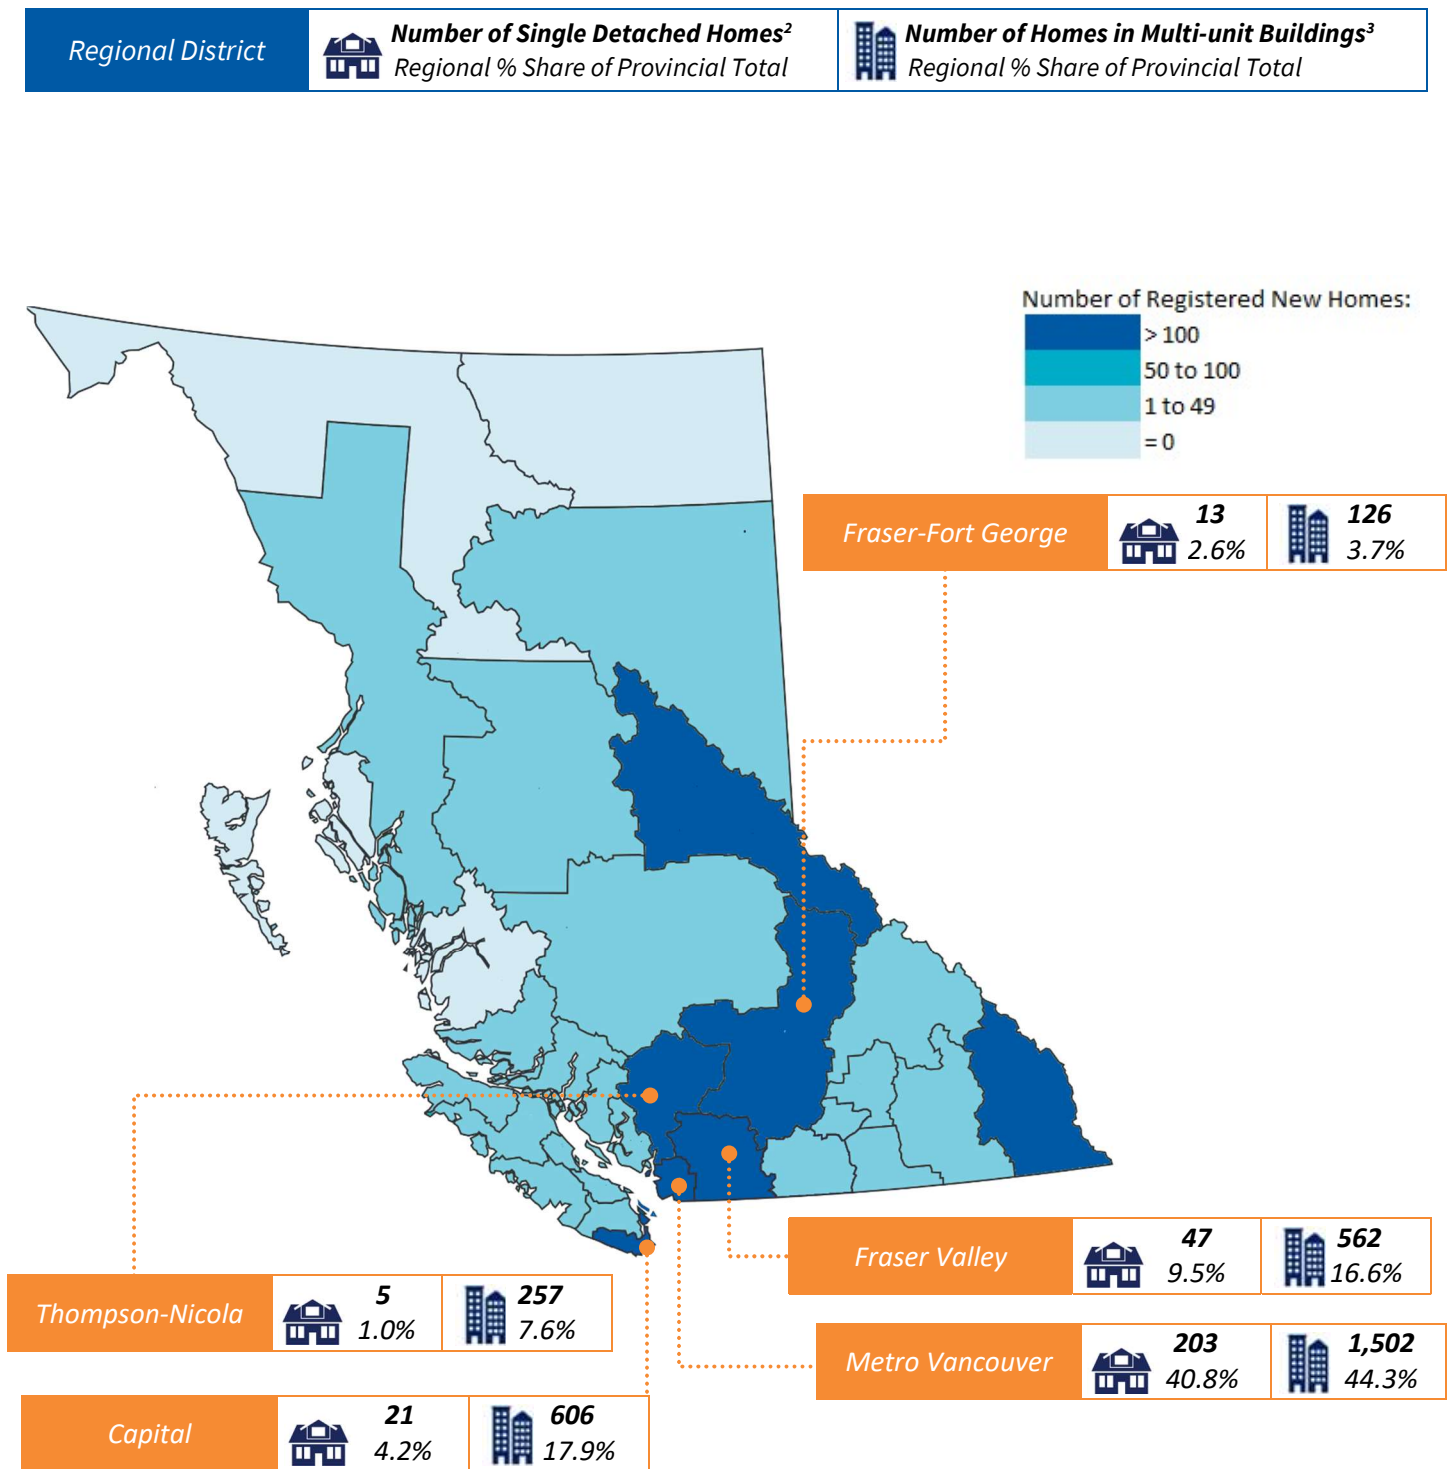 Regional District
Number of Single Detached Homes²
Regional % Share of Provincial Total
Number of Homes in Multi-unit Buildings³
Regional % Share of Provincial Total
Number of Registered New Homes:
> 100
50 to 100
1 to 49
= 0
Fraser-Fort George
13
2.6%
126
3.7%
Fraser Valley
47
9.5%
562
16.6%
Thompson-Nicola
5
1.0%
257
7.6%
Metro Vancouver
203
40.8%
1,502
44.3%
Capital
21
4.2%
606
17.9%